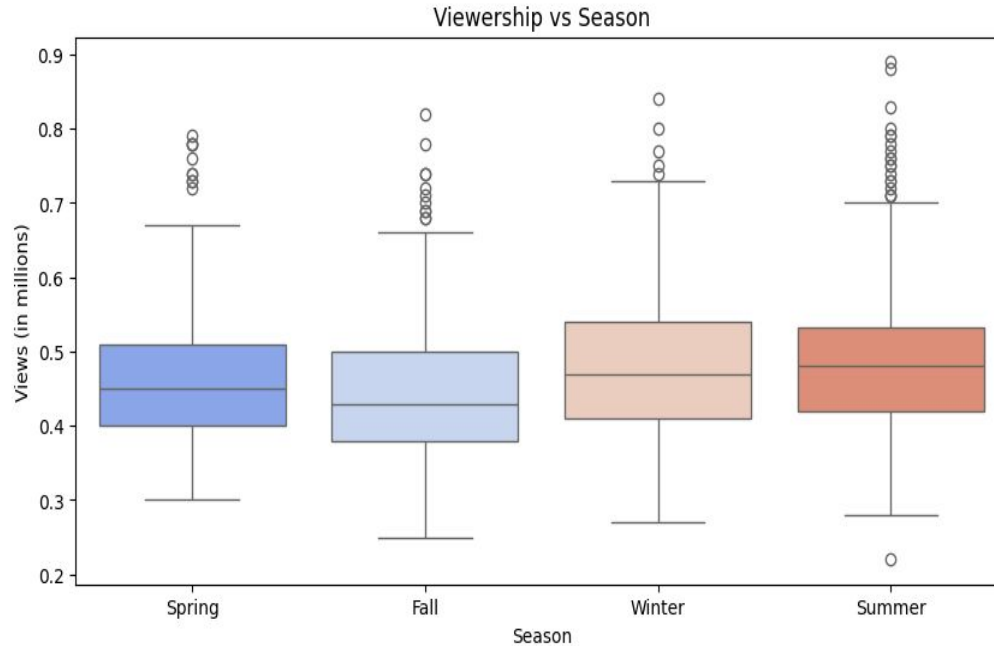 Viewership vs Season
Views (in millions)
0.9
0.8
0.7
0.6
0.5
0.4
0.3
0.2
Spring Fall Winter Summer
Season